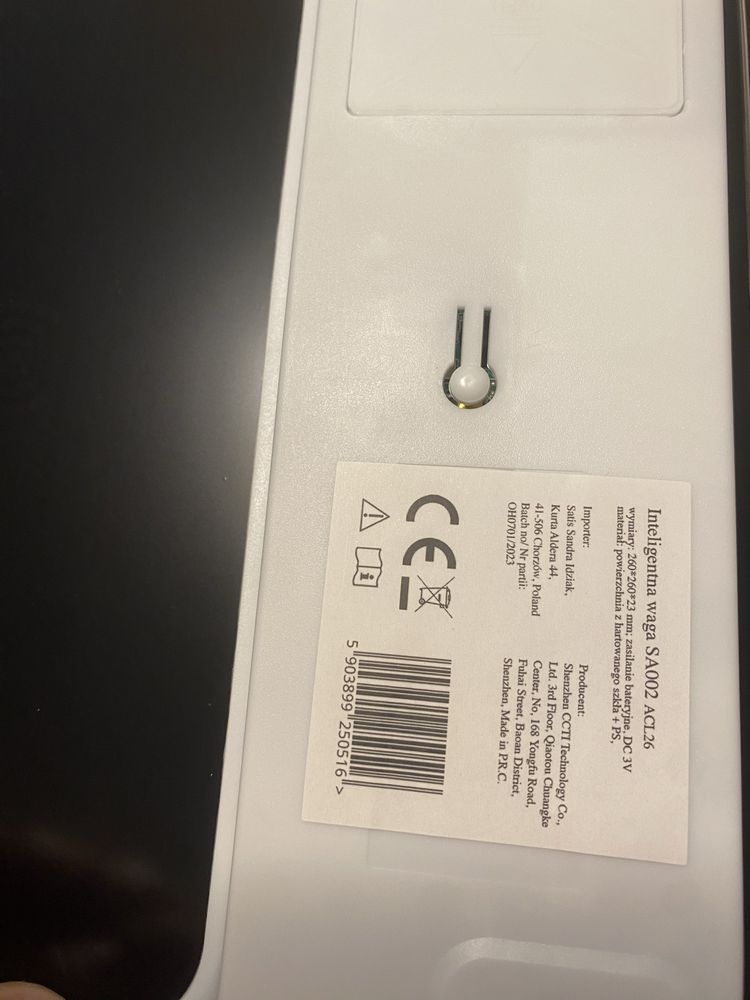 Inteligentna waga SA002 ACL26
wymiary: 260*260*23 mm; zasilanie bateryjne, DC 3V
materiał: powierzchnia z hartowanego szkła + PS,
Importer:
Satis Sandra Idziak,
Kurta Aldera 44,
41-506 Chorzów, Poland
Batch no/ Nr partii:
OH0701/2023
Producent:
Shenzhen CCTI Technology Co.,
Ltd. 3rd Floor, Qiaotou Chuangke
Center, No, 168 Yongfu Road,
Fuhai Street, Baoan District,
Shenzhen, Made in P.R.C.
CE
5 903899 250516 >